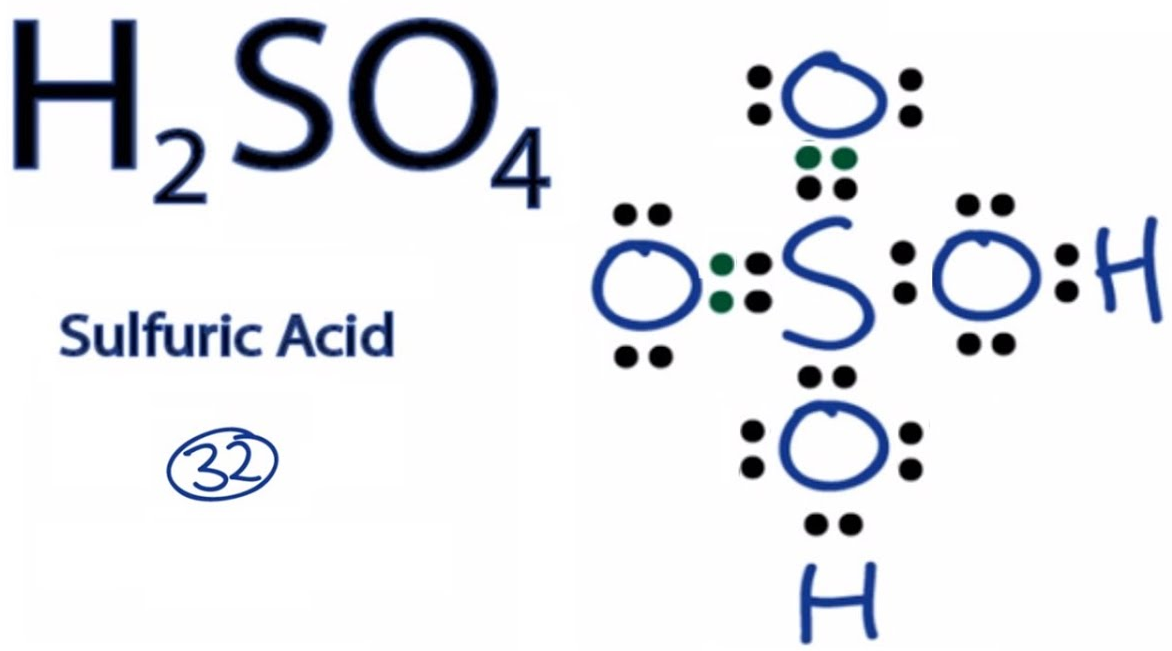 H₂SO₄
Sulfuric Acid
32
O
O S O H
O
H